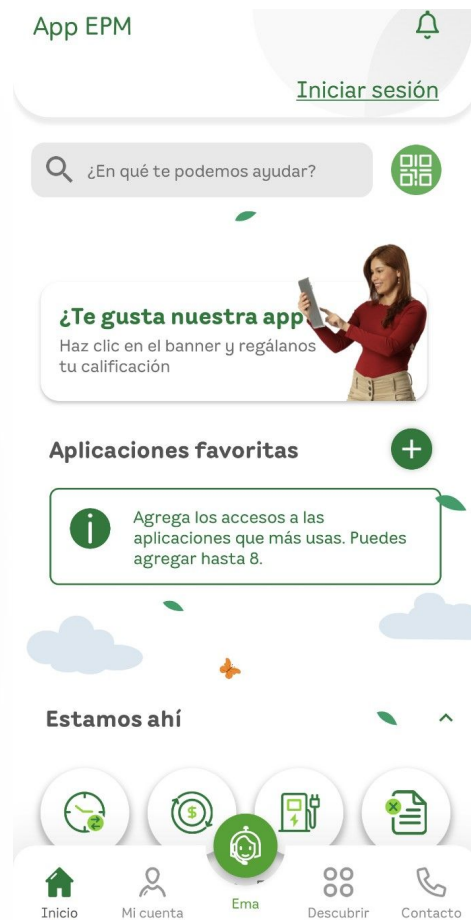 App EPM
Iniciar sesión
¿En qué te podemos ayudar?
¿Te gusta nuestra app
Haz clic en el banner y regálanos
tu calificación
Aplicaciones favoritas
Agrega los accesos a las
aplicaciones que más usas. Puedes
agregar hasta 8.
Estamos ahí
Inicio
Mi cuenta
Ema
Descubrir
Contacto